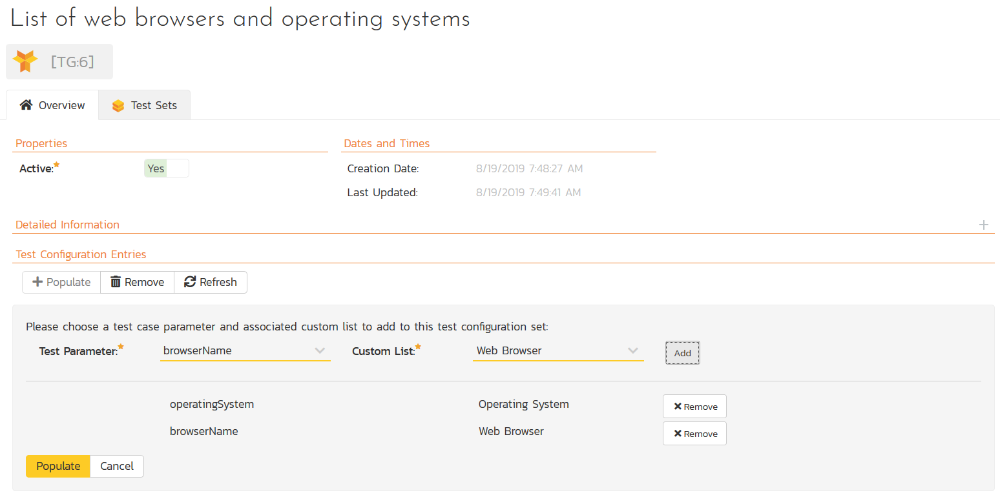 List of web browsers and operating systems
[TG:6]
Overview
Test Sets
Properties
Active:
Yes
Dates and Times
Creation Date:
8/19/2019 7:48:27 AM
Last Updated:
8/19/2019 7:49:41 AM
Detailed Information
Test Configuration Entries
Populate
Remove
Refresh
Please choose a test case parameter and associated custom list to add to this test configuration set:
Test Parameter:
browserName
Custom List:
Web Browser
Add
operatingSystem
Operating System
Remove
browserName
Web Browser
Remove
Populate
Cancel